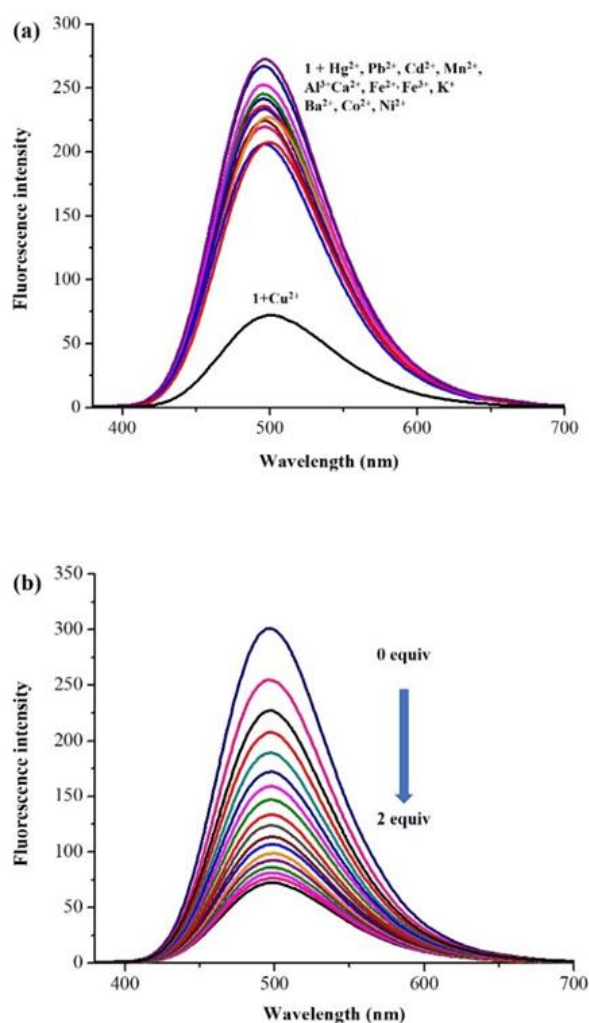 (a)
300
250
200
150
100
50
0
Fluorescence intensity
1 + Hg²⁺, Pb²⁺, Cd²⁺, Mn²⁺,
Al³⁺Ca²⁺, Fe²⁺, Fe³⁺, K⁺
Ba²⁺, Co²⁺, Ni²⁺
1+Cu²⁺
400 500 600 700
Wavelength (nm)
(b)
350
300
250
200
150
100
50
0
Fluorescence intensity
0 equiv
2 equiv
400 500 600 700
Wavelength (nm)